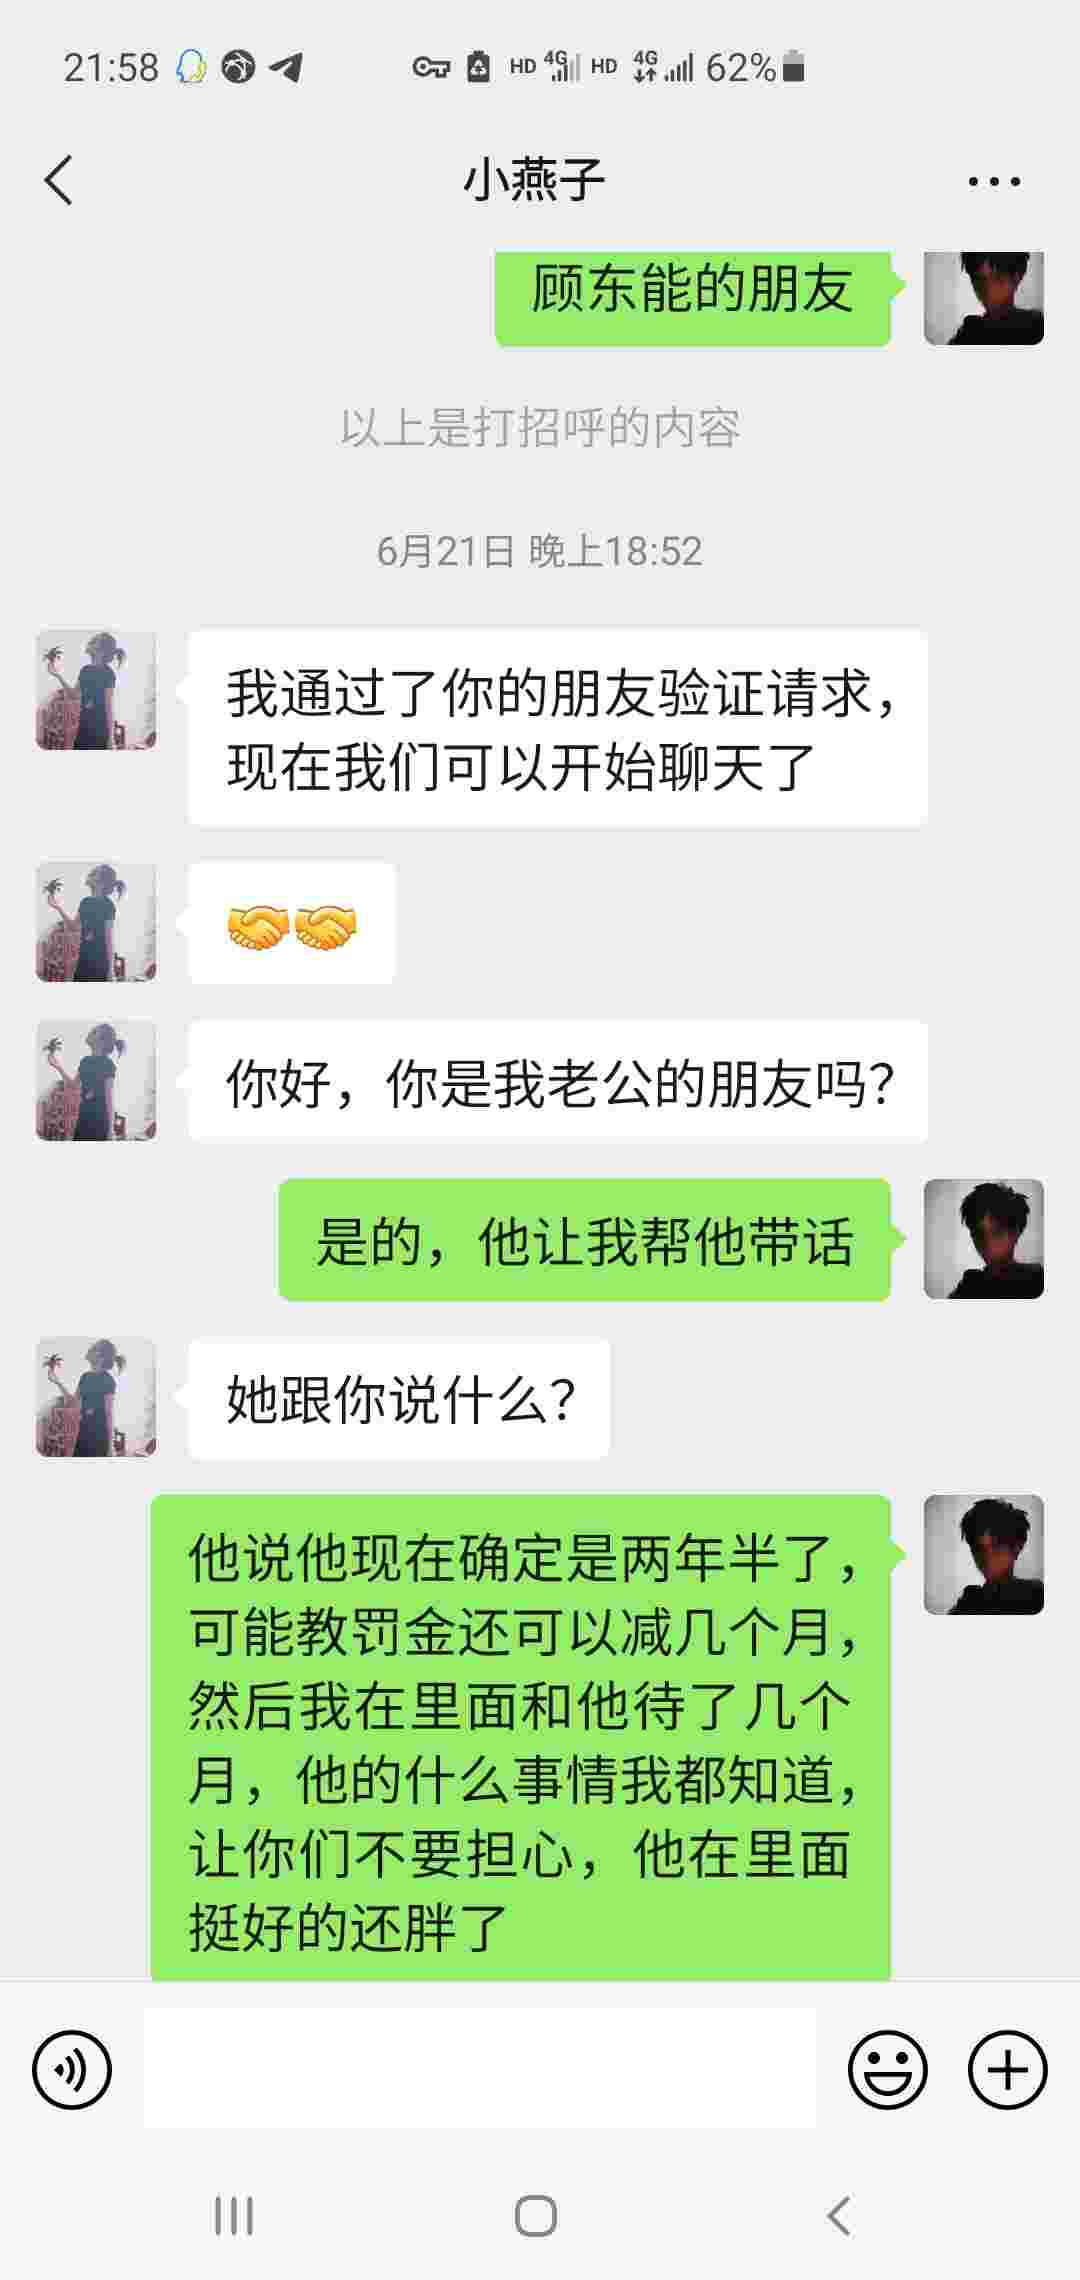 21:58
HD 4G HD 4G 62%
小燕子
顾东能的朋友
以上是打招呼的内容
6月21日 晚上18:52
我通过了你的朋友验证请求，
现在我们可以开始聊天了
你好，你是我老公的朋友吗？
是的，他让我帮他带话
她跟你说什么？
他说他现在确定是两年半了，
可能教罚金还可以减几个月，
然后我在里面和他待了几个
月，他的什么事情我都知道，
让你们不要担心，他在里面
挺好的还胖了